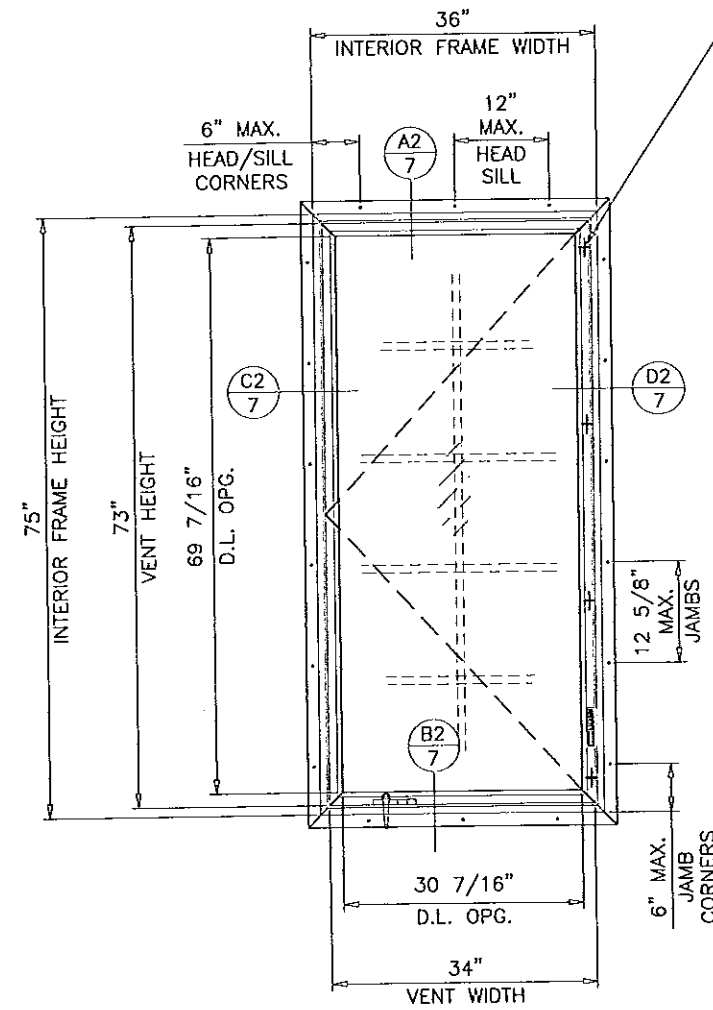 36"
INTERIOR FRAME WIDTH
6" MAX.
HEAD/SILL
CORNERS
12"
MAX.
HEAD
SILL
A2
7
C2
7
D2
7
75"
INTERIOR FRAME HEIGHT
73"
VENT HEIGHT
69 7/16"
D.L. OPG.
12 5/8"
MAX.
JAMBS
B2
7
6" MAX.
JAMB
CORNERS
30 7/16"
D.L. OPG.
34"
VENT WIDTH